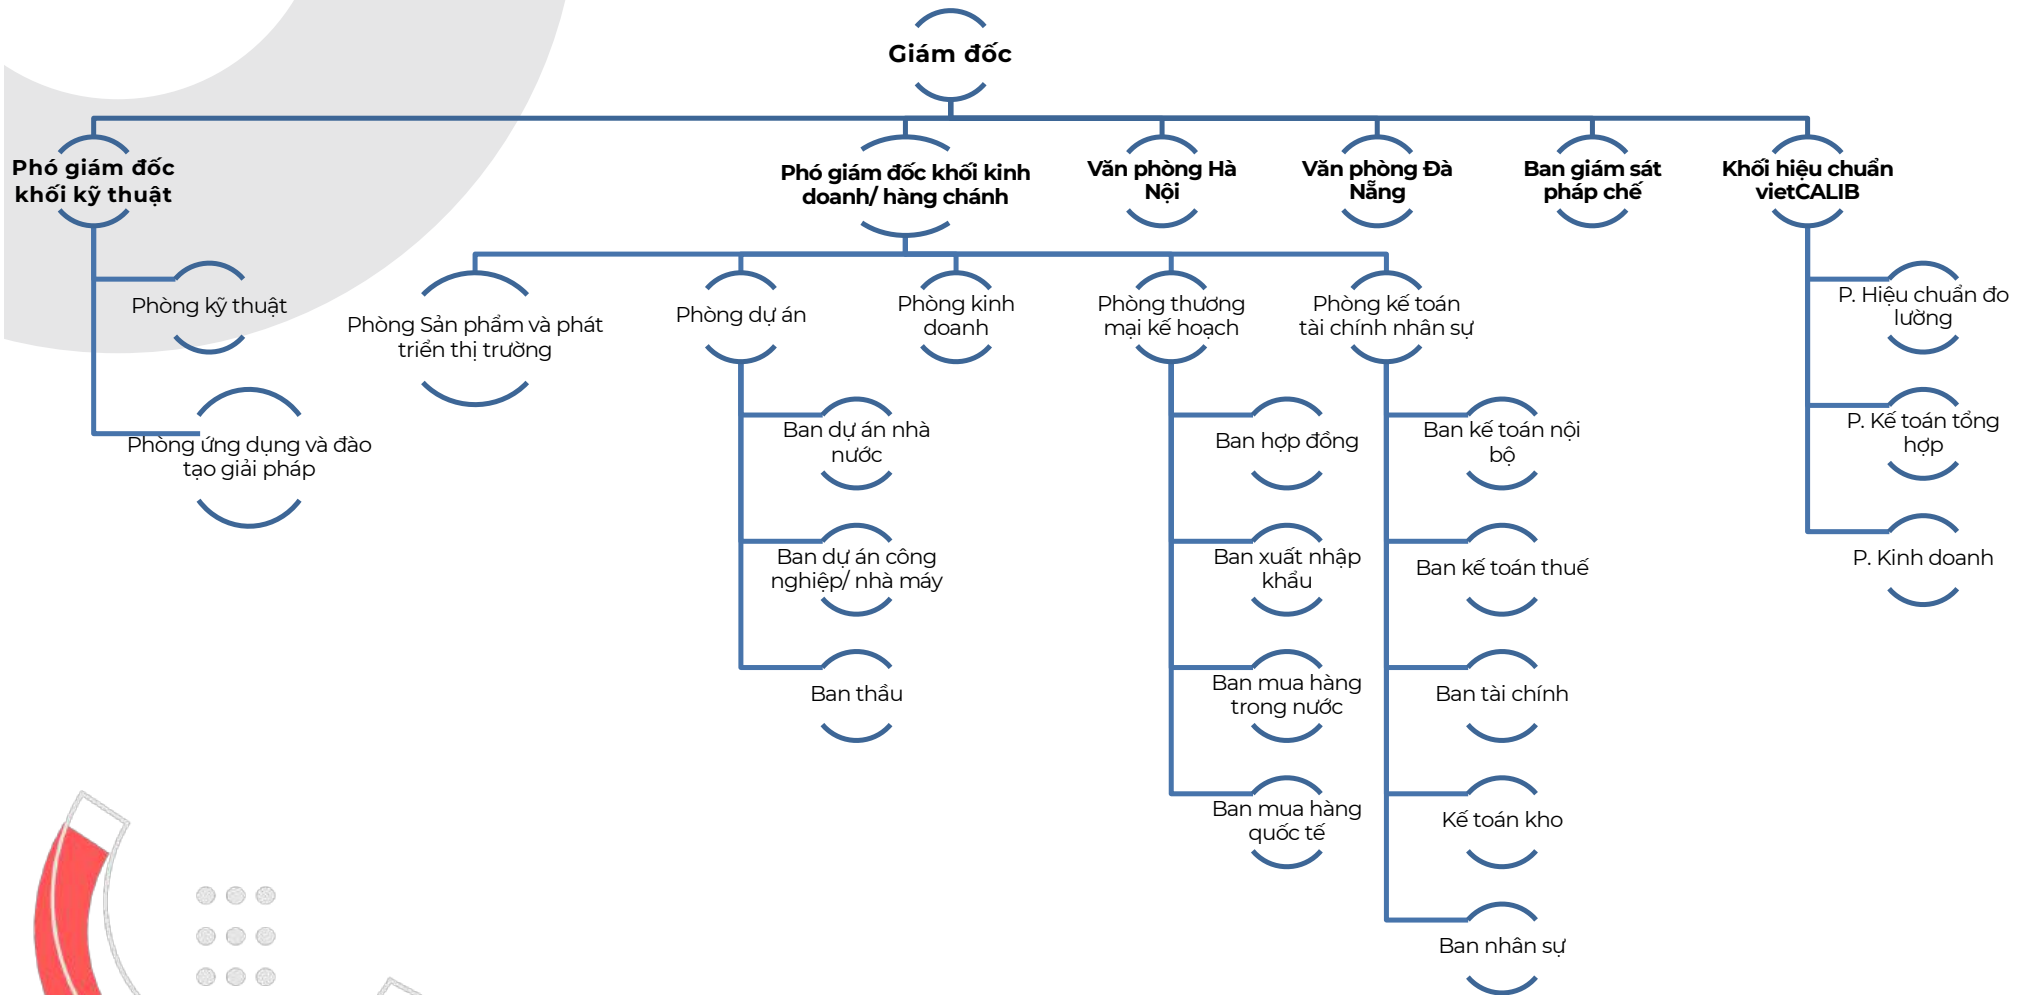 Giám đốc
Phó giám đốc
khối kỹ thuật
Phó giám đốc khối kinh
doanh/ hàng chánh
Văn phòng Hà
Nội
Văn phòng Đà
Nẵng
Ban giám sát
pháp chế
Khối hiệu chuẩn
vietCALIB
Phòng kỹ thuật
Phòng ứng dụng và đào
tạo giải pháp
Phòng Sản phẩm và phát
triển thị trường
Phòng dự án
Ban dự án nhà
nước
Ban dự án công
nghiệp/ nhà máy
Ban thầu
Phòng kinh
doanh
Phòng thương
mại kế hoạch
Ban hợp đồng
Ban xuất nhập
khẩu
Ban mua hàng
trong nước
Ban mua hàng
quốc tế
Phòng kế toán
tài chính nhân sự
Ban kế toán nội
bộ
Ban kế toán thuế
Ban tài chính
Kế toán kho
Ban nhân sự
P. Hiệu chuẩn đo
lường
P. Kế toán tổng
hợp
P. Kinh doanh